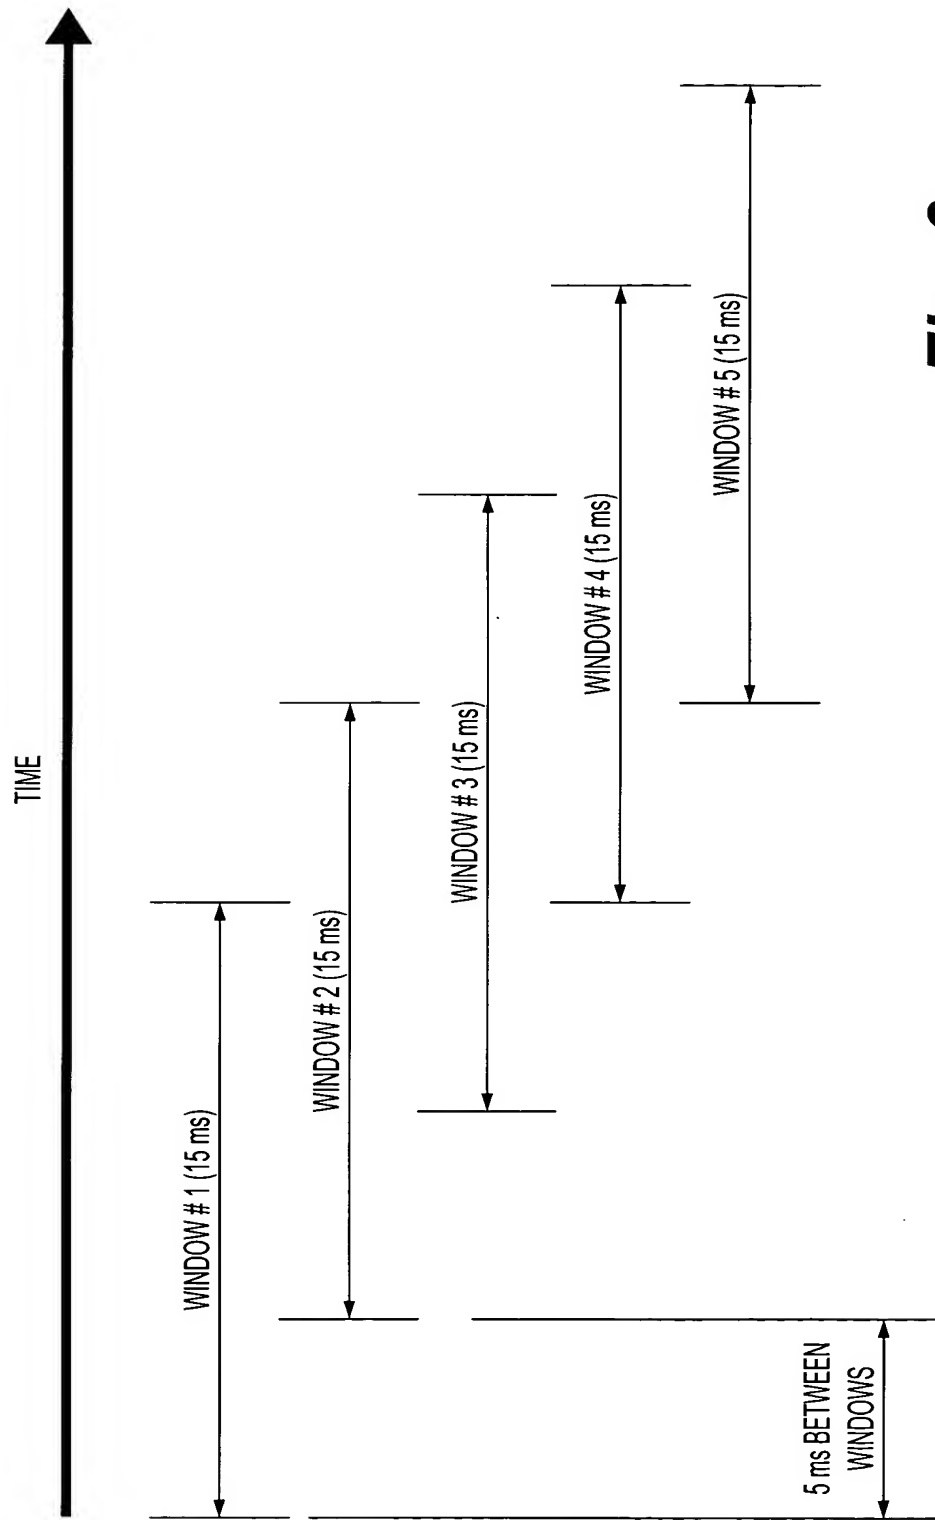 TIME
WINDOW # 1 (15 ms)
WINDOW # 2 (15 ms)
WINDOW # 3 (15 ms)
WINDOW # 4 (15 ms)
WINDOW # 5 (15 ms)
5 ms BETWEEN
WINDOWS